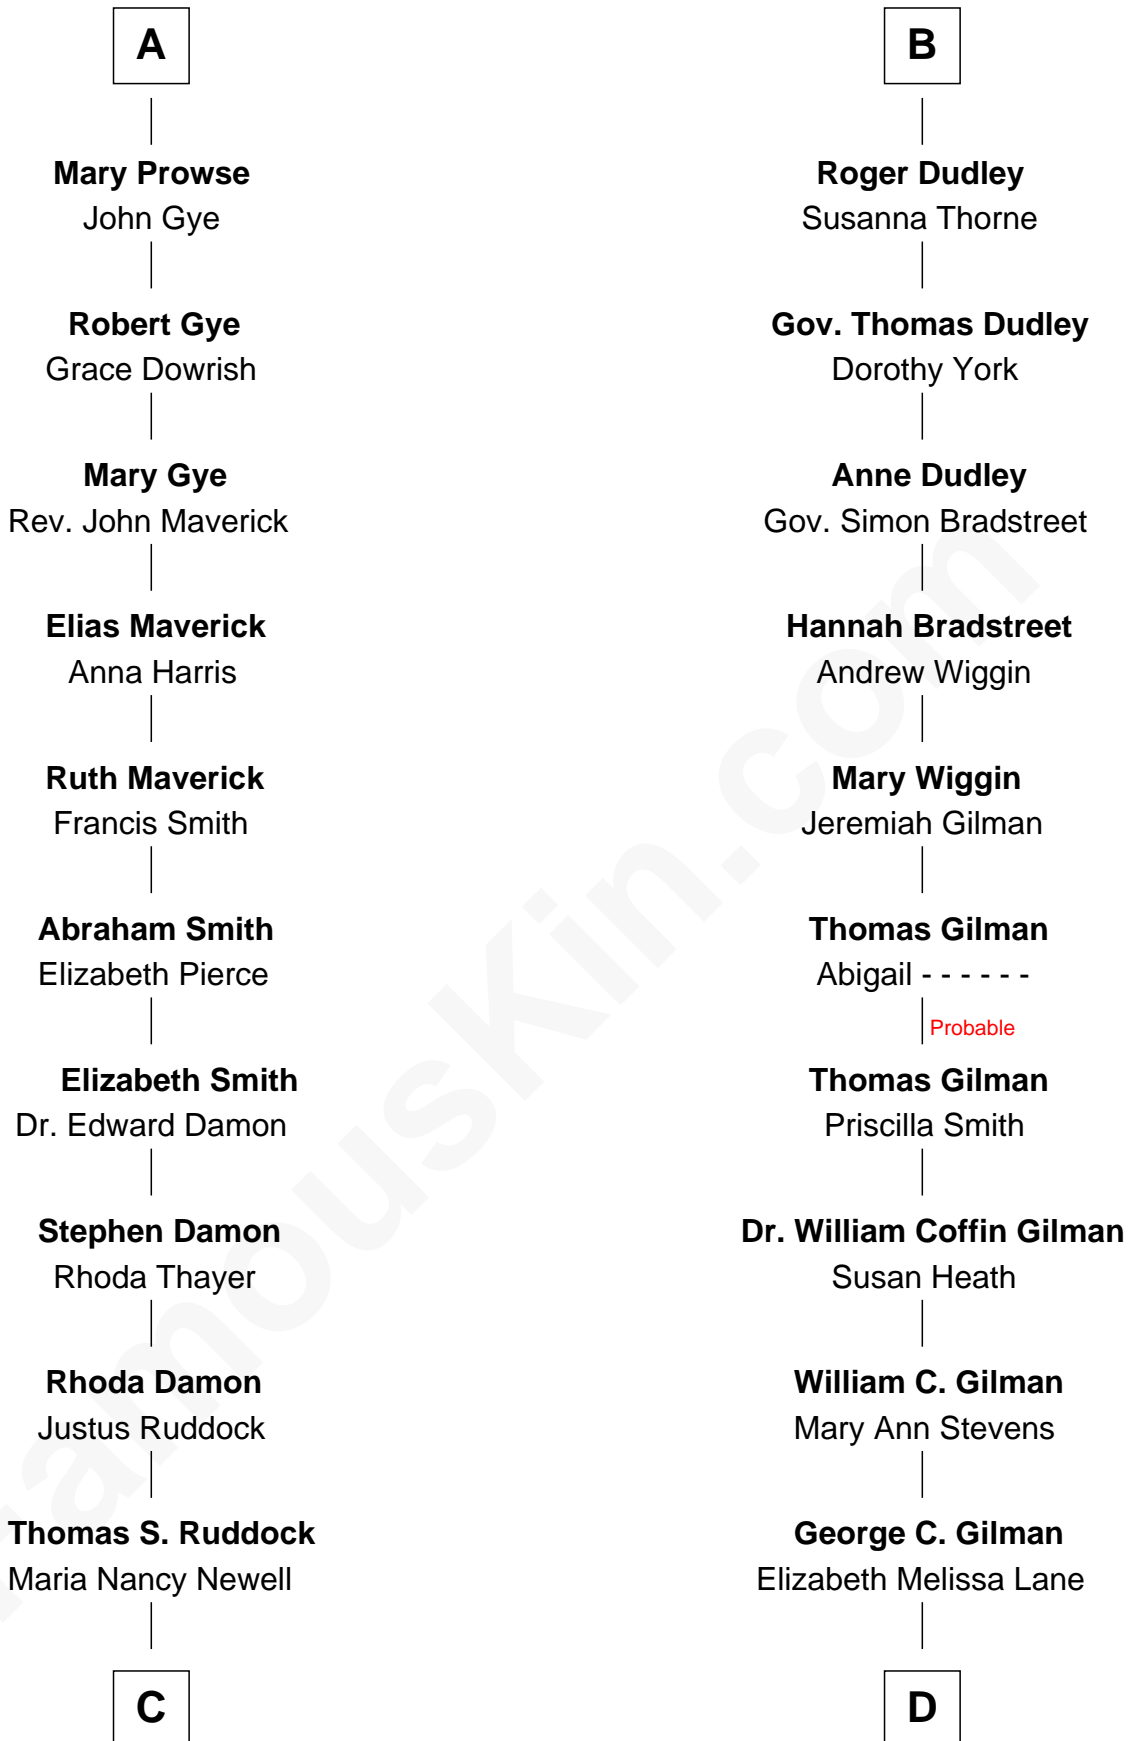 A
Mary Prowse
John Gye
Robert Gye
Grace Dowrish
Mary Gye
Rev. John Maverick
Elias Maverick
Anna Harris
Ruth Maverick
Francis Smith
Abraham Smith
Elizabeth Pierce
Elizabeth Smith
Dr. Edward Damon
Stephen Damon
Rhoda Thayer
Rhoda Damon
Justus Ruddock
Thomas S. Ruddock
Maria Nancy Newell
C
B
Roger Dudley
Susanna Thorne
Gov. Thomas Dudley
Dorothy York
Anne Dudley
Gov. Simon Bradstreet
Hannah Bradstreet
Andrew Wiggin
Mary Wiggin
Jeremiah Gilman
Thomas Gilman
Abigail - - - - - -
Probable
Thomas Gilman
Priscilla Smith
Dr. William Coffin Gilman
Susan Heath
William C. Gilman
Mary Ann Stevens
George C. Gilman
Elizabeth Melissa Lane
D
FamousKin.com